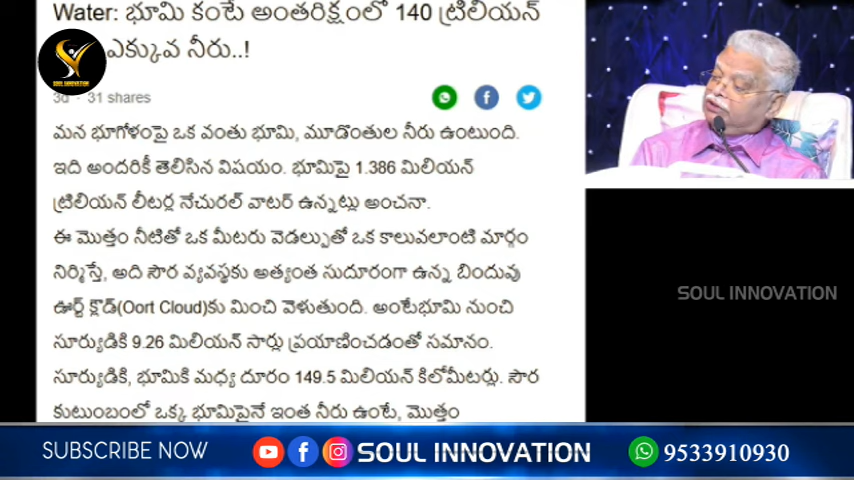 Water: భూమి కంటే అంతరిక్షంలో 140 ట్రిలియన్
ఎక్కువ నీరు..!
SOUL INNOVATION
3d · 31 shares
మన భూగోళంపై ఒక వంతు భూమి, మూడొంతుల నీరు ఉంటుంది.
ఇది అందరికీ తెలిసిన విషయం. భూమిపై 1.386 మిలియన్
ట్రిలియన్ లీటర్ల నేచురల్ వాటర్ ఉన్నట్లు అంచనా.
ఈ మొత్తం నీటితో ఒక మీటరు వెడల్పుతో ఒక కాలువలాంటి మార్గం
నిర్మిస్తే, అది సౌర వ్యవస్థకు అత్యంత సుదూరంగా ఉన్న బిందువు
ఊర్ట్ క్లౌడ్(Oort Cloud)కు మించి వెళుతుంది. అంటేభూమి నుంచి
సూర్యుడికి 9.26 మిలియన్ సార్లు ప్రయాణించడంతో సమానం.
సూర్యుడికి, భూమికి మధ్య దూరం 149.5 మిలియన్ కిలోమీటర్లు. సౌర
కుటుంబంలో ఒక్క భూమిపైనే ఇంత నీరు ఉంటే, మొత్తం
SOUL INNOVATION
SUBSCRIBE NOW
SOUL INNOVATION
9533910930